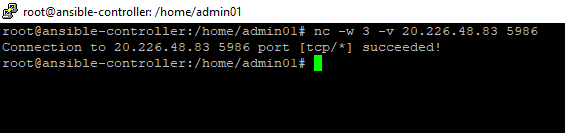 root@ansible-controller: /home/admin01
root@ansible-controller:/home/admin01# nc -w 3 -v 20.226.48.83 5986
Connection to 20.226.48.83 5986 port [tcp/*] succeeded!
root@ansible-controller:/home/admin01#